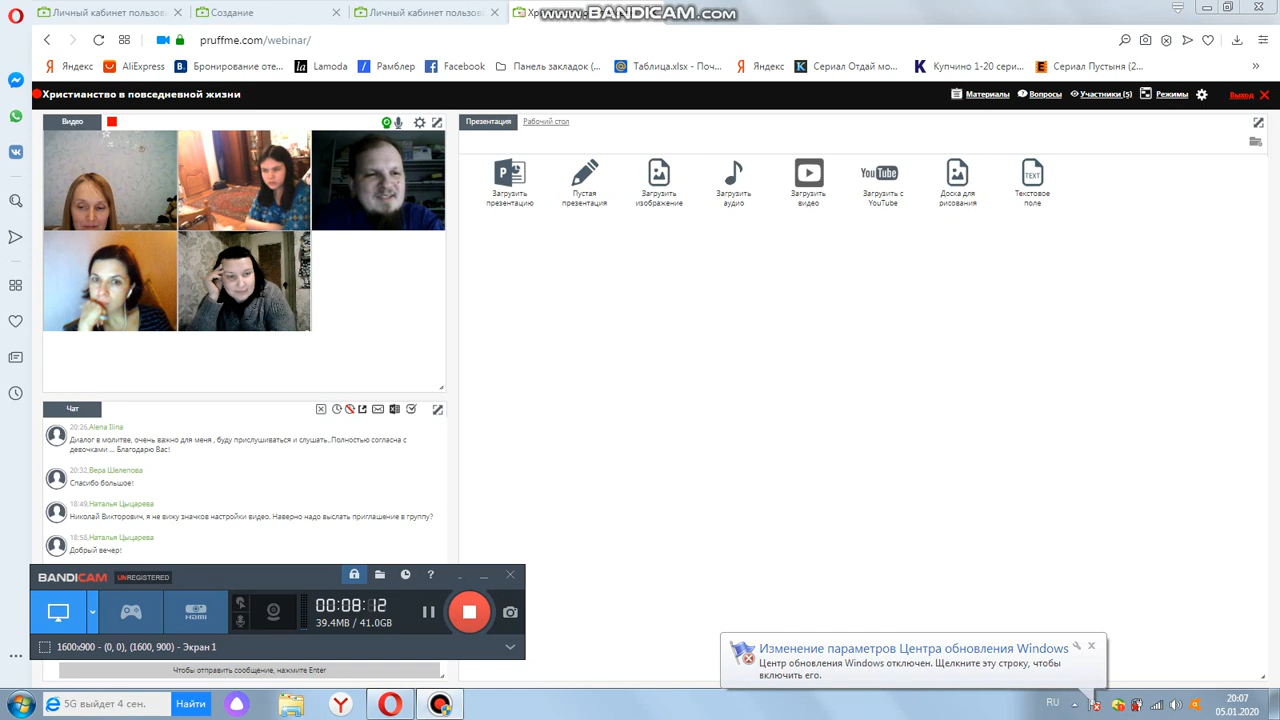 Личный кабинет пользов
Создание
Личный кабинет пользов
Хр
www.BANDICAM.com
pruffme.com/webinar/
Яндекс
AliExpress
Бронирование оте...
Lamoda
Рамблер
Facebook
Панель закладок (...
Таблица.xlsx - Поч...
Яндекс
Сериал Отдай мо...
Купчино 1-20 сери...
Сериал Пустыня (2...
Христианство в повседневной жизни
Материалы
Вопросы
Участники (5)
Режимы
Выход
Видео
Презентация
Рабочий стол
Загрузить презентацию
Пустая презентация
Загрузить изображение
Загрузить аудио
Загрузить видео
YouTube
Загрузить с YouTube
Доска для рисования
TEXT
Текстовое поле
Чат
20:26,Alena Ilina
Диалог в молитве, очень важно для меня , буду прислушиваться и слушать..Полностью согласна с
девочками ... Благодарю Вас!
20:32,Вера Шелепова
Спасибо большое!
18:49,Наталья Цыцарева
Николай Викторович, я не вижу значков настройки видео. Наверно надо выслать приглашение в группу?
18:58,Наталья Цыцарева
Добрый вечер!
BANDICAM
UNREGISTERED
HDMI
00:08:12
39.4MB / 41.0GB
1600x900 - (0, 0), (1600, 900) - Экран 1
Чтобы отправить сообщение, нажмите Enter
Изменение параметров Центра обновления Windows
Центр обновления Windows отключен. Щелкните эту строку, чтобы
включить его.
5G выйдет 4 сен.
Найти
RU
20:07
05.01.2020